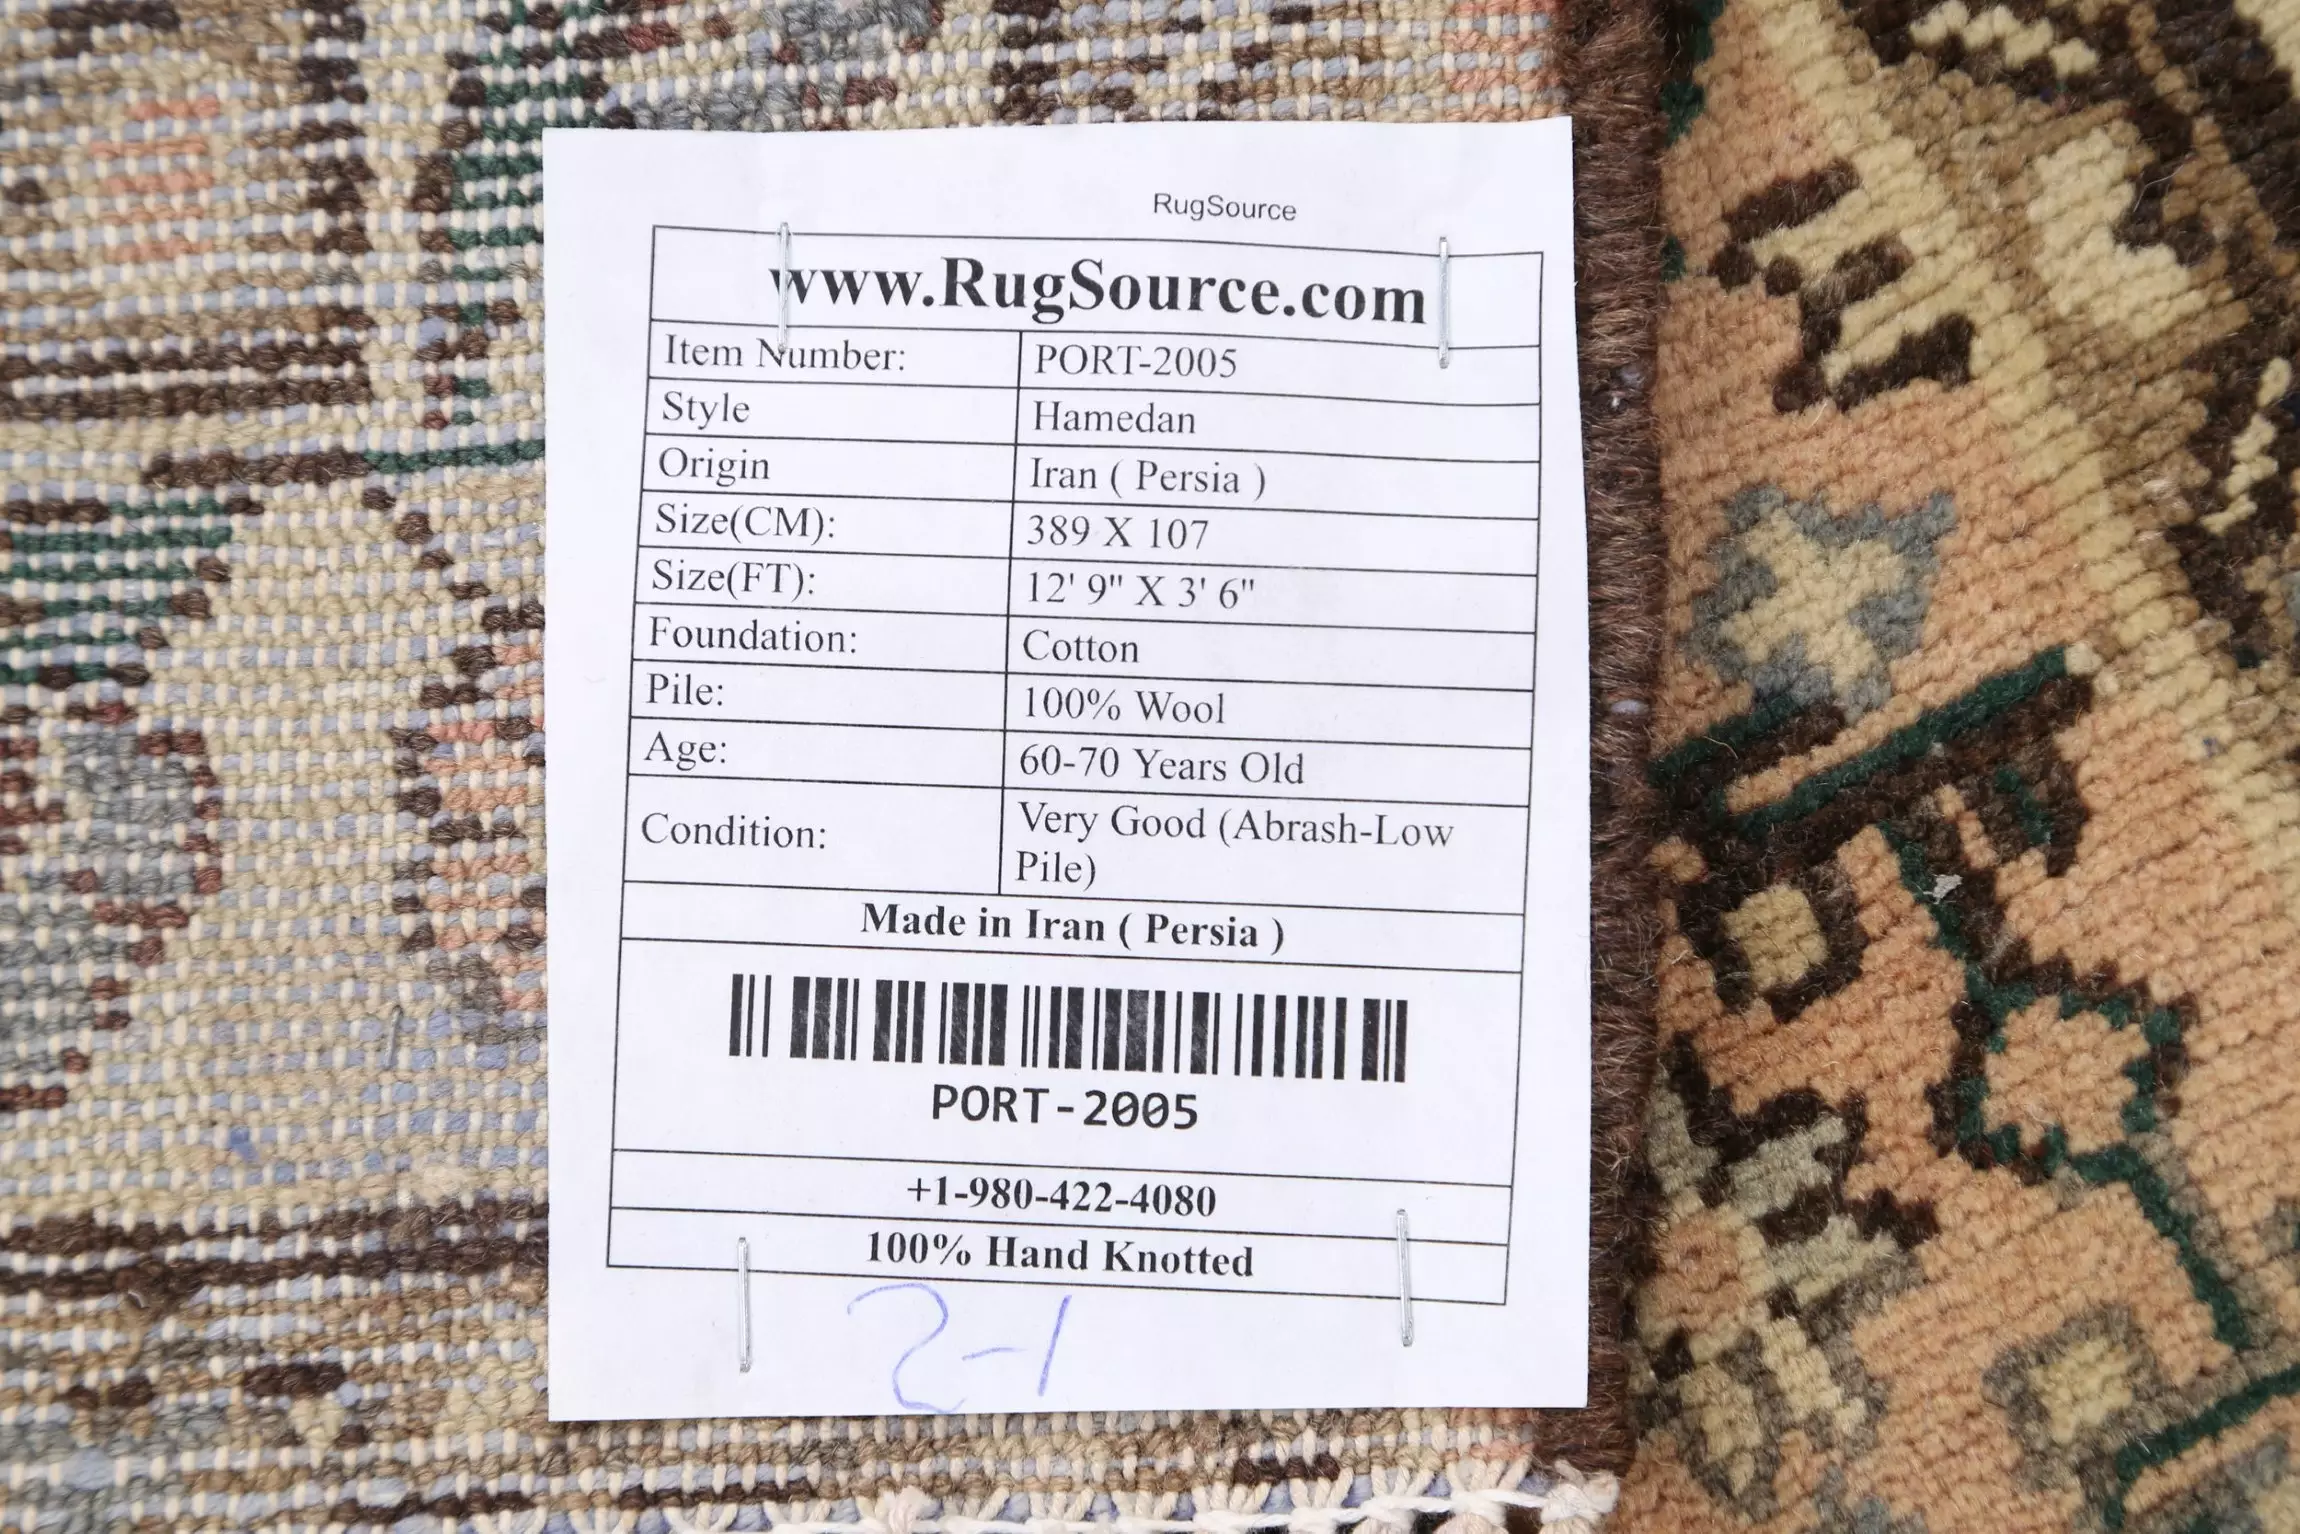 RugSource
www.RugSource.com
Item Number: PORT-2005
Style Hamedan
Origin Iran ( Persia )
Size(CM): 389 X 107
Size(FT): 12' 9" X 3' 6"
Foundation: Cotton
Pile: 100% Wool
Age: 60-70 Years Old
Condition: Very Good (Abrash-Low
Pile)
Made in Iran ( Persia )
PORT-2005
+1-980-422-4080
100% Hand Knotted
2-1